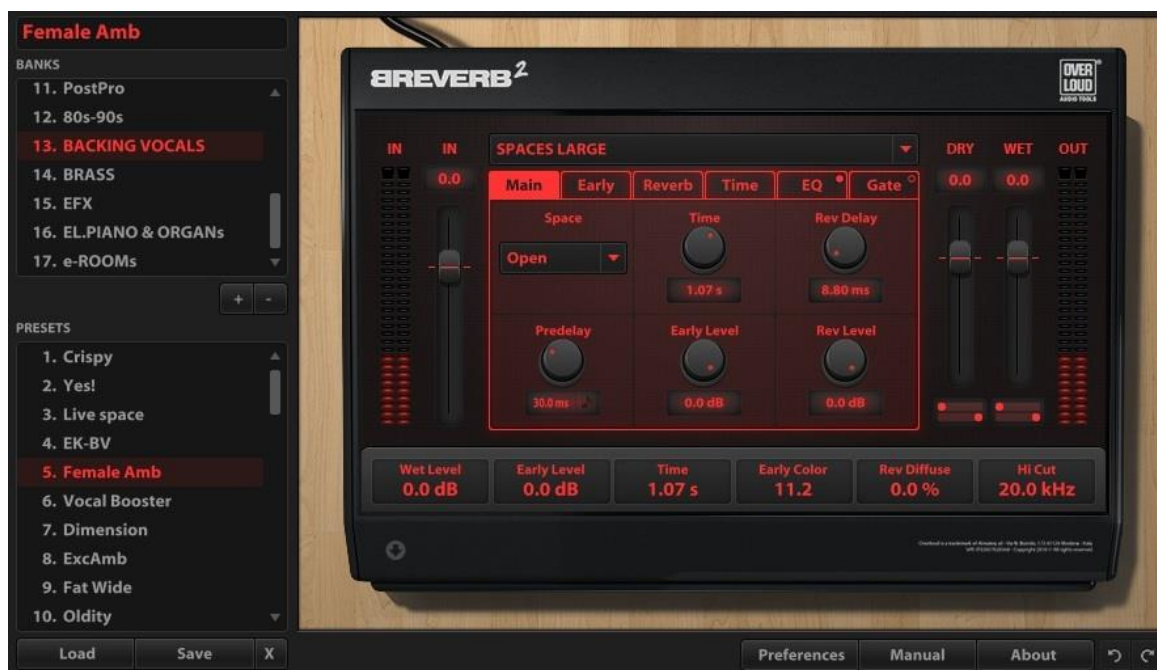 Female Amb
BANKS
11. PostPro
12. 80s-90s
13. BACKING VOCALS
14. BRASS
15. EFX
16. EL.PIANO & ORGANs
17. e-ROOMs
+ -
PRESETS
1. Crispy
2. Yes!
3. Live space
4. EK-BV
5. Female Amb
6. Vocal Booster
7. Dimension
8. ExcAmb
9. Fat Wide
10. Oldity
Load Save X
BREVERB2
OVER
LOUD
AUDIO TOOLS
IN IN SPACES LARGE DRY WET OUT
0.0 Main Early Reverb Time EQ Gate 0.0 0.0
Space Time Rev Delay
Open
1.07 s 8.80 ms
Predelay Early Level Rev Level
30.0 ms 0.0 dB 0.0 dB
Wet Level Early Level Time Early Color Rev Diffuse Hi Cut
0.0 dB 0.0 dB 1.07 s 11.2 0.0 % 20.0 kHz
Preferences Manual About